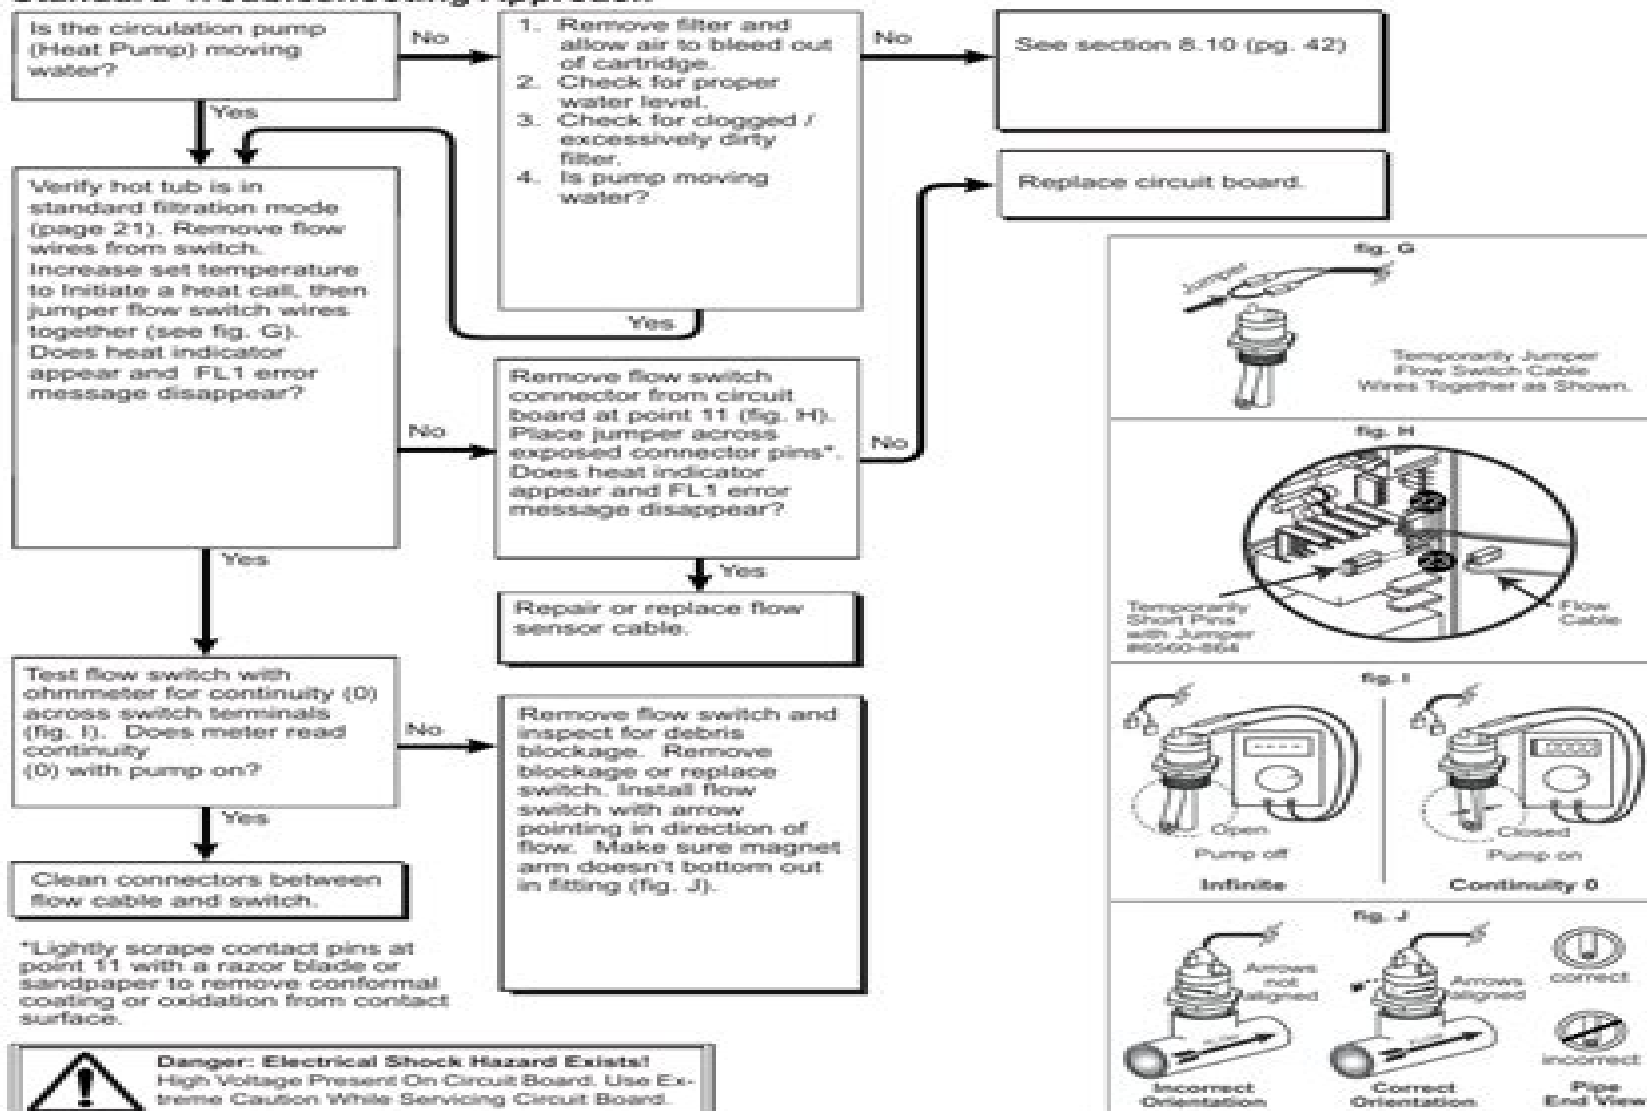 Standard Troubleshooting Approach
Is the circulation pump
(Heat Pump) moving
water?
No
1. Remove filter and
allow air to bleed out
of cartridge.
2. Check for proper
water level.
3. Check for clogged /
excessively dirty
filter.
4. Is pump moving
water?
No
See section 8.10 (pg. 42)
Yes
Yes
Verify hot tub is in
standard filtration mode
(page 21). Remove flow
wires from switch.
Increase set temperature
to Initiate a heat call, then
jumper flow switch wires
together (see fig. G).
Does heat indicator
appear and FL1 error
message disappear?
No
Remove flow switch
connector from circuit
board at point 11 (fig. H).
Place jumper across
exposed connector pins*.
Does heat indicator
appear and FL1 error
message disappear?
No
Replace circuit board.
Yes
Repair or replace flow
sensor cable.
Yes
Test flow switch with
ohmmeter for continuity (0)
across switch terminals
(fig. I). Does meter read
continuity
(0) with pump on?
No
Remove flow switch and
inspect for debris
blockage. Remove
blockage or replace
switch. Install flow
switch with arrow
pointing in direction of
flow. Make sure magnet
arm doesn't bottom out
in fitting (fig. J).
Yes
Clean connectors between
flow cable and switch.
*Lightly scrape contact pins at
point 11 with a razor blade or
sandpaper to remove conformal
coating or oxidation from contact
surface.
Danger: Electrical Shock Hazard Exists!
High Voltage Present On Circuit Board. Use Ex-
treme Caution While Servicing Circuit Board.
fig. G
Jumper
Temporarily Jumper
Flow Switch Cable
Wires Together as Shown.
fig. H
Temporarily
Short Pins
with Jumper
#6560-864
Flow
Cable
fig. I
Open
Pump off
Infinite
Closed
Pump on
Continuity 0
fig. J
Arrows
not
aligned
Incorrect
Orientation
Arrows
aligned
Correct
Orientation
correct
incorrect
Pipe
End View